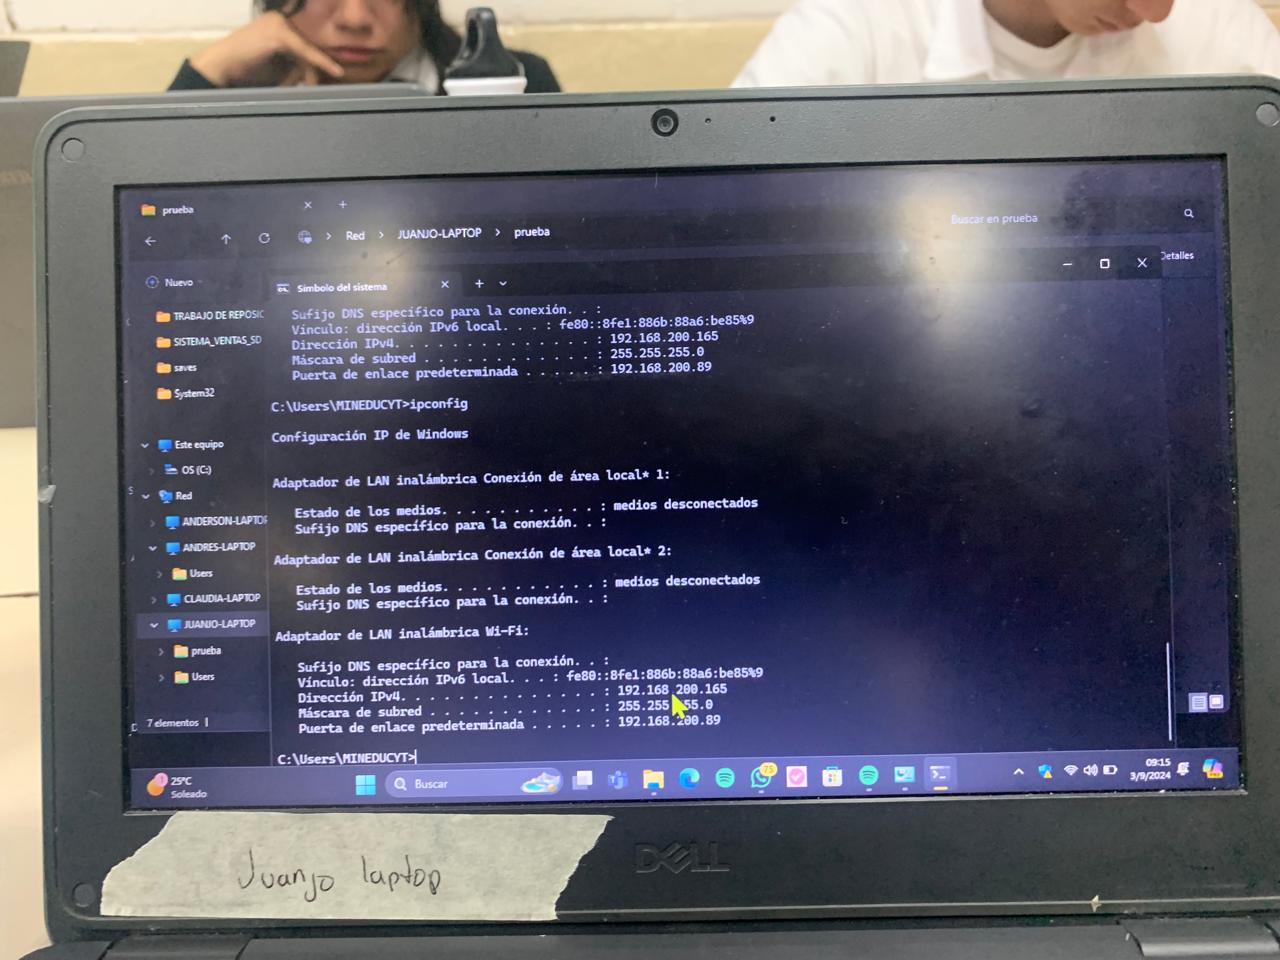 prueba
Red > JUANJO-LAPTOP > prueba
Buscar en prueba
Nuevo
Detalles
Símbolo del sistema
TRABAJO DE REPOSIC
SISTEMA_VENTAS_SD
saves
System32
Este equipo
OS (C:)
Red
ANDERSON-LAPTOP
ANDRES-LAPTOP
Users
CLAUDIA-LAPTOP
JUANJO-LAPTOP
prueba
Users
7 elementos
Sufijo DNS específico para la conexión. . :
Vínculo: dirección IPv6 local. . . : fe80::8fe1:886b:88a6:be85%9
Dirección IPv4. . . . . . . . . . . . . . : 192.168.200.165
Máscara de subred . . . . . . . . . . . . : 255.255.255.0
Puerta de enlace predeterminada . . . . . : 192.168.200.89
C:\Users\MINEDUCYT>ipconfig
Configuración IP de Windows
Adaptador de LAN inalámbrica Conexión de área local* 1:
Estado de los medios. . . . . . . . . . . : medios desconectados
Sufijo DNS específico para la conexión. . :
Adaptador de LAN inalámbrica Conexión de área local* 2:
Estado de los medios. . . . . . . . . . . : medios desconectados
Sufijo DNS específico para la conexión. . :
Adaptador de LAN inalámbrica Wi-Fi:
Sufijo DNS específico para la conexión. . :
Vínculo: dirección IPv6 local. . . : fe80::8fe1:886b:88a6:be85%9
Dirección IPv4. . . . . . . . . . . . . . : 192.168.200.165
Máscara de subred . . . . . . . . . . . . : 255.255.255.0
Puerta de enlace predeterminada . . . . . : 192.168.200.89
C:\Users\MINEDUCYT>
25°C
Soleado
Buscar
75
09:15
3/9/2024
DELL
Juanjo laptop